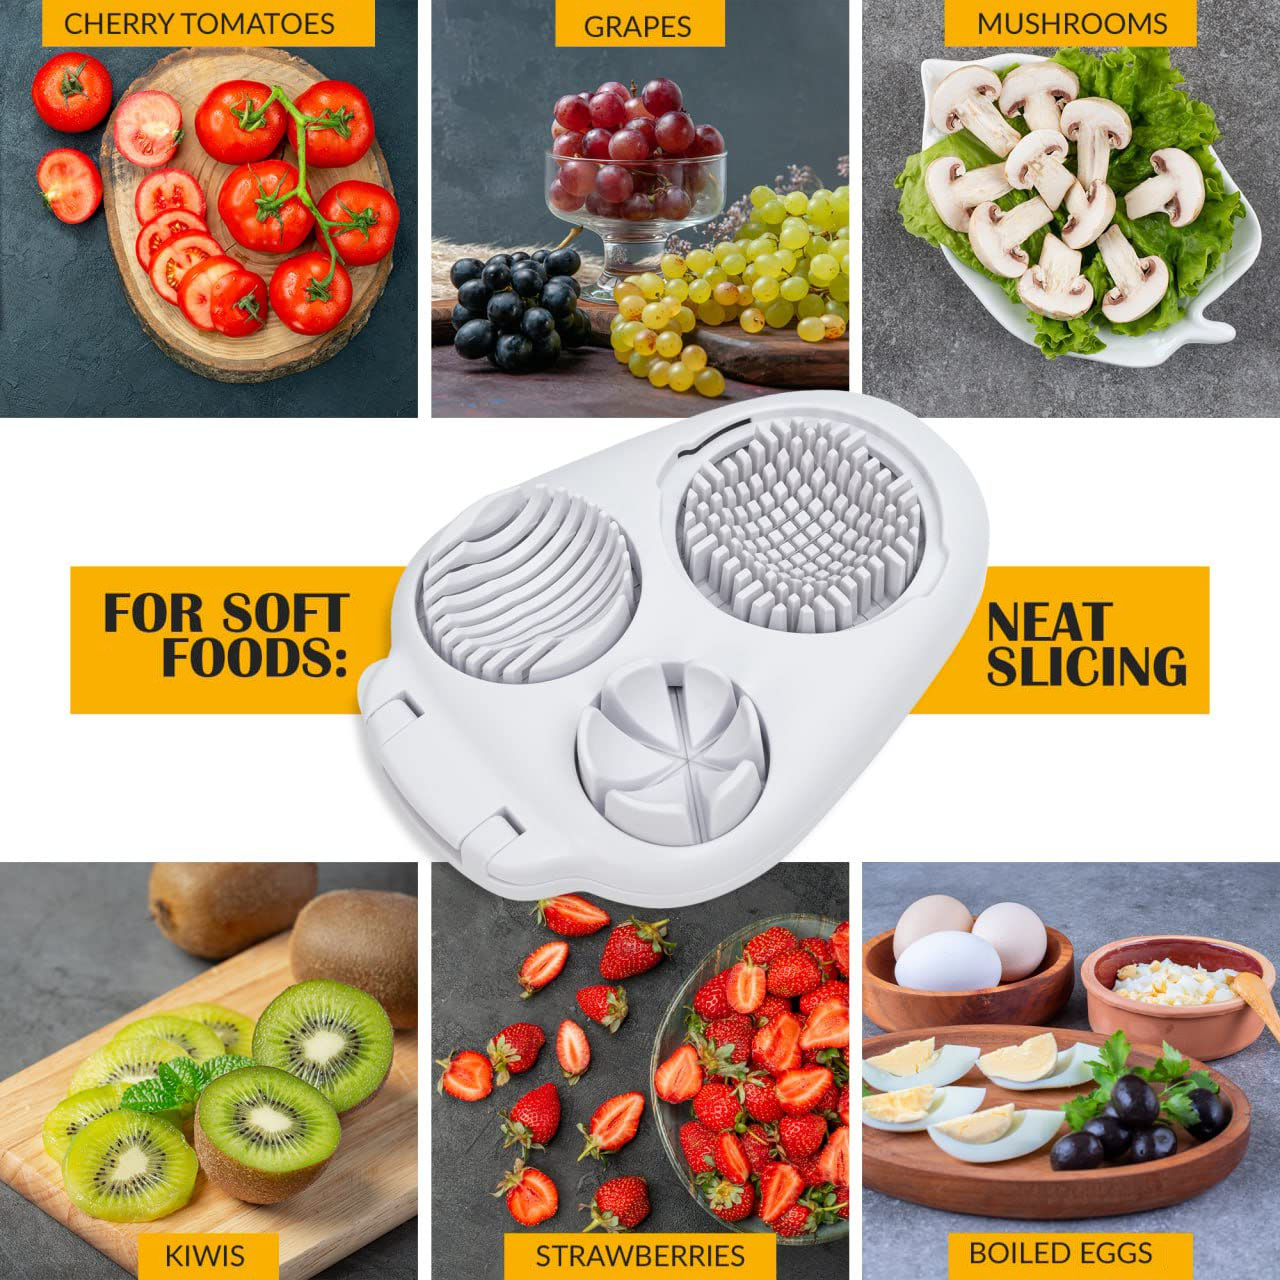 CHERRY TOMATOES
GRAPES
MUSHROOMS
FOR SOFT
FOODS:
NEAT
SLICING
KIWIS
STRAWBERRIES
BOILED EGGS